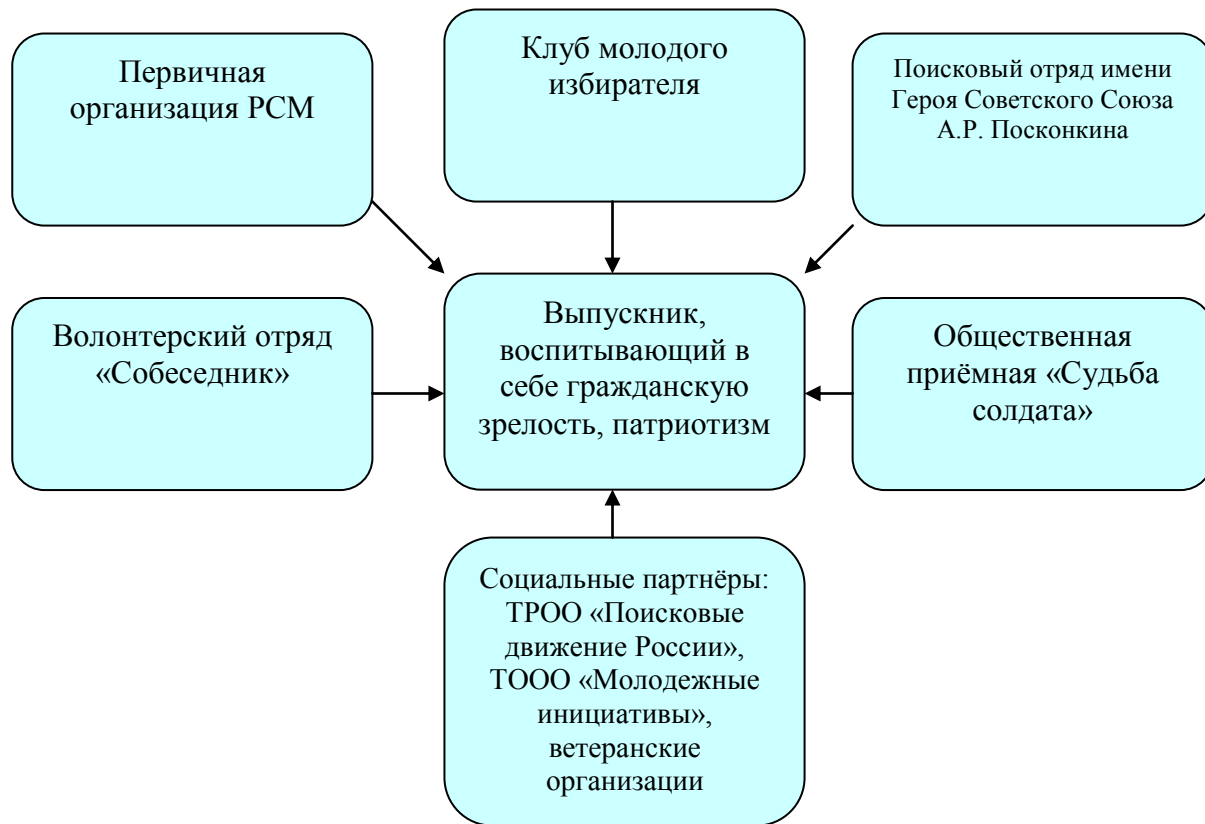 Первичная
организация РСМ
Клуб молодого
избирателя
Поисковый отряд имени
Героя Советского Союза
А.Р. Посконкина
Волонтерский отряд
«Собеседник»
Выпускник,
воспитывающий в
себе гражданскую
зрелость, патриотизм
Общественная
приёмная «Судьба
солдата»
Социальные партнёры:
ТРОО «Поисковые
движение России»,
ТООО «Молодежные
инициативы»,
ветеранские
организации